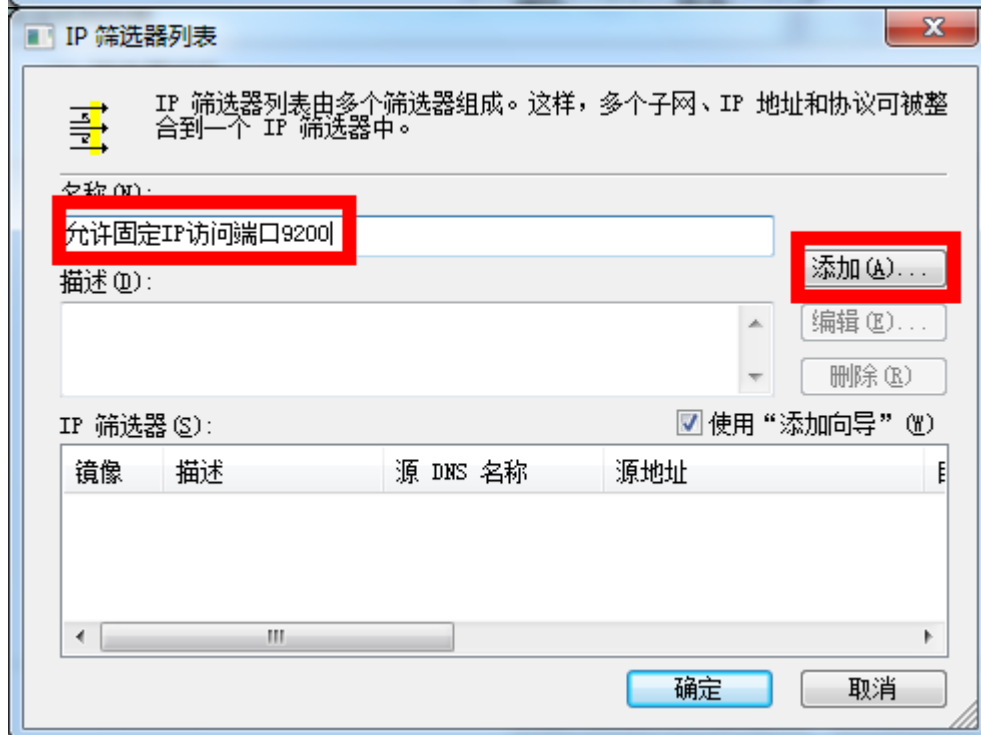 IP 筛选器列表
IP 筛选器列表由多个筛选器组成。这样，多个子网、IP 地址和协议可被整
合到一个 IP 筛选器中。
名称(N):
允许固定IP访问端口9200
添加(A)...
描述(D):
编辑(E)...
删除(R)
IP 筛选器(S):
使用“添加向导”(W)
镜像 描述 源 DNS 名称 源地址
确定 取消